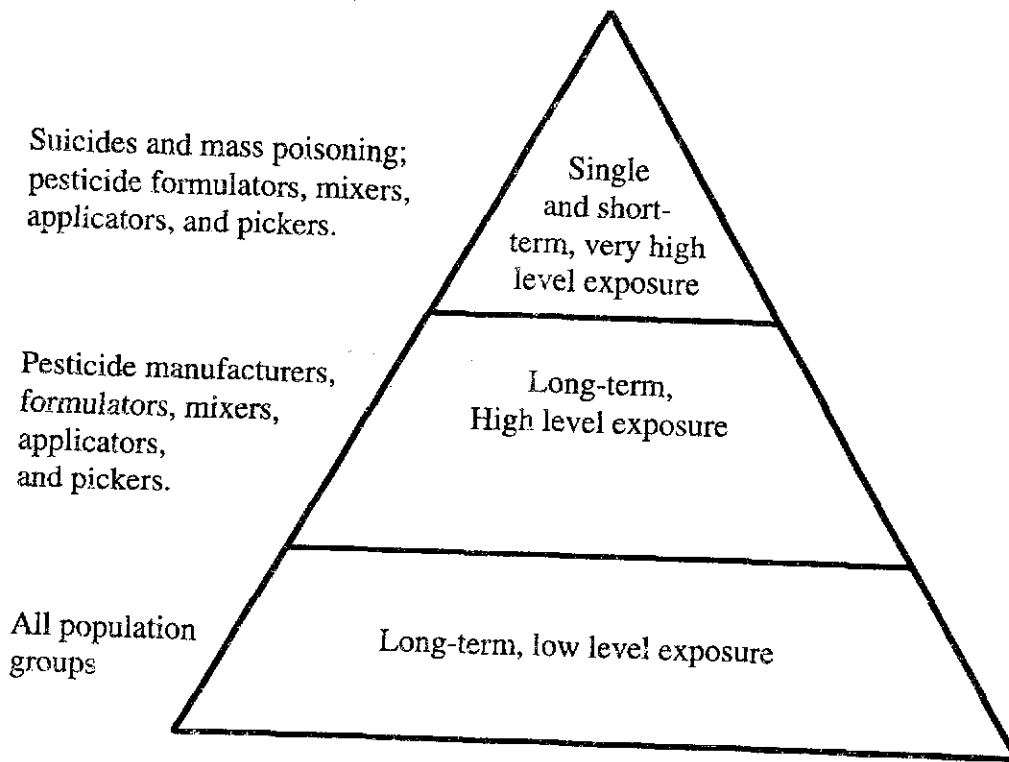 Suicides and mass poisoning;
pesticide formulators, mixers,
applicators, and pickers.
Single
and short-
term, very high
level exposure
Pesticide manufacturers,
formulators, mixers,
applicators,
and pickers.
Long-term,
High level exposure
All population
groups
Long-term, low level exposure